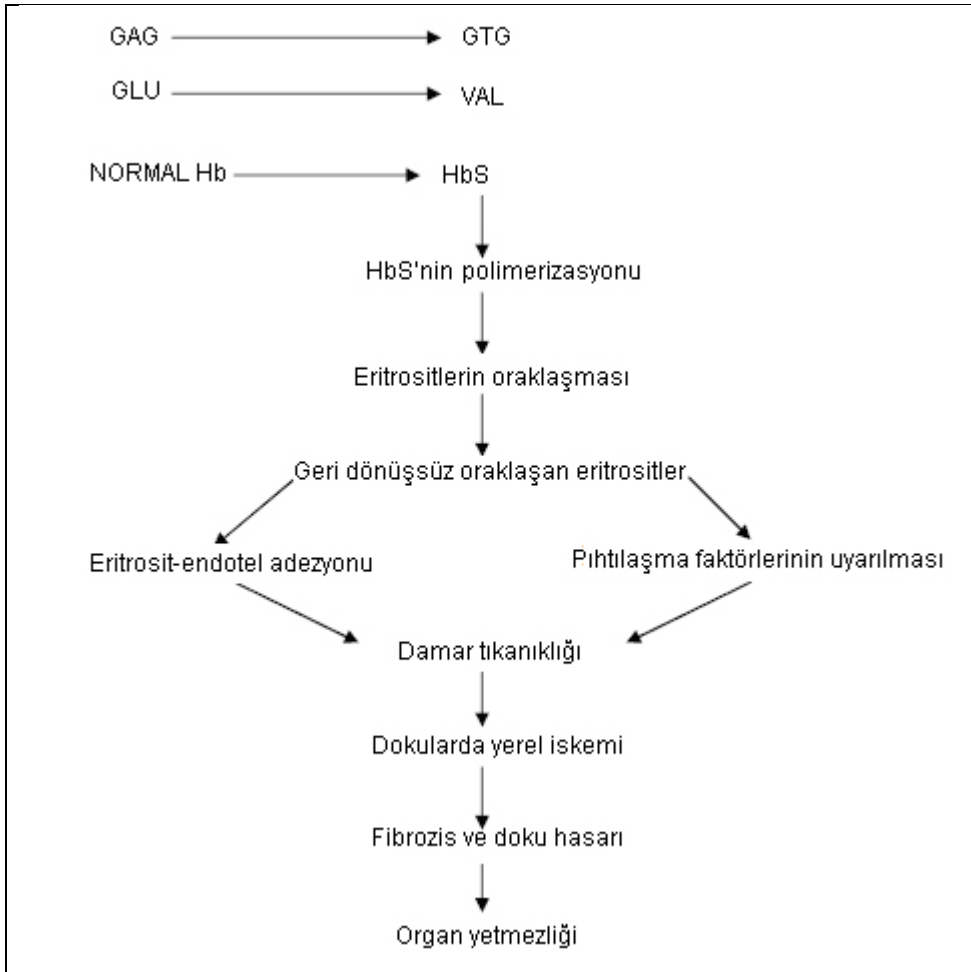 GAG GTG
GLU VAL
NORMAL Hb HbS
HbS'nin polimerizasyonu
Eritrositlerin oraklaşması
Geri dönüşsüz oraklaşan eritrositler
Eritrosit-endotel adezyonu Pıhtılaşma faktörlerinin uyarılması
Damar tıkanıklığı
Dokularda yerel iskemi
Fibrozis ve doku hasarı
Organ yetmezliği